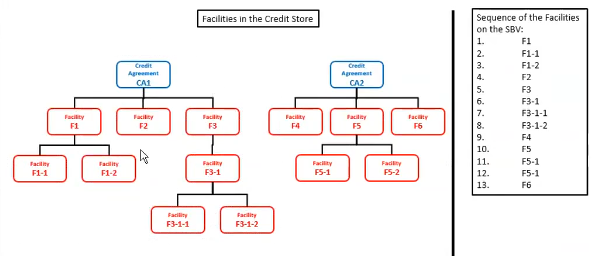 Facilities in the Credit Store
Credit
Agreement
CA1
Credit
Agreement
CA2
Facility
F1
Facility
F2
Facility
F3
Facility
F4
Facility
F5
Facility
F6
Facility
F1-1
Facility
F1-2
Facility
F3-1
Facility
F5-1
Facility
F5-2
Facility
F3-1-1
Facility
F3-1-2
Sequence of the Facilities
on the SBV:
1. F1
2. F1-1
3. F1-2
4. F2
5. F3
6. F3-1
7. F3-1-1
8. F3-1-2
9. F4
10. F5
11. F5-1
12. F5-1
13. F6